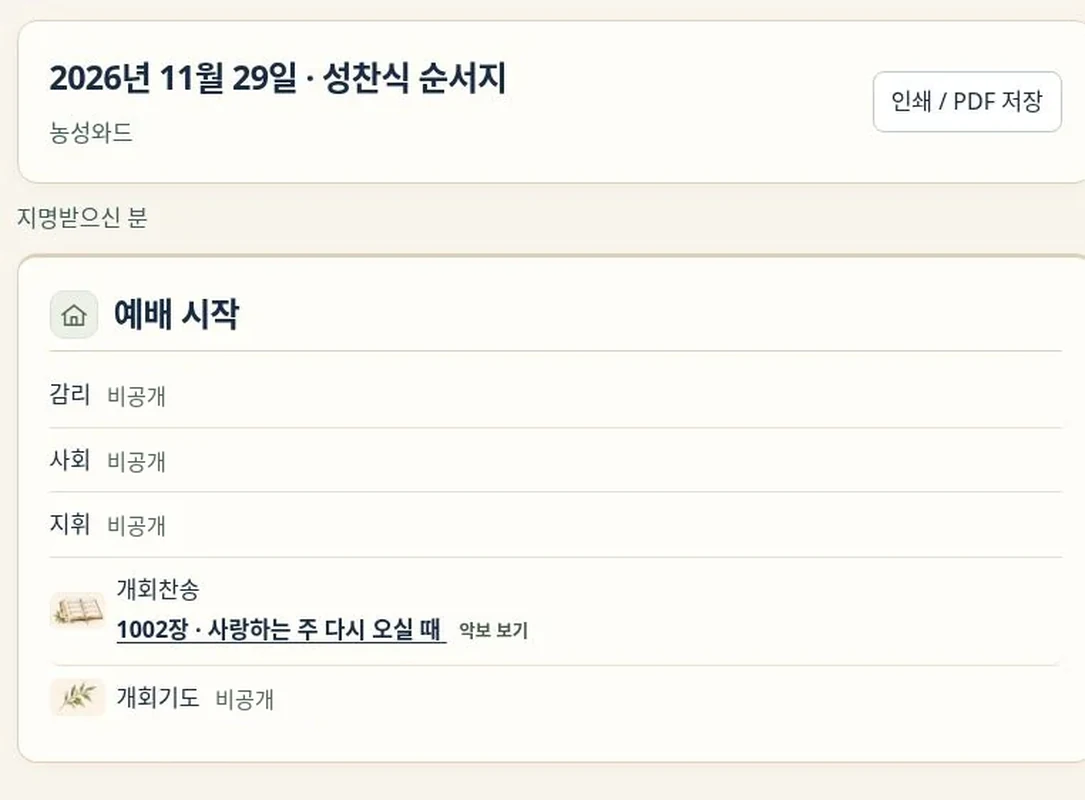 2026년 11월 29일 · 성찬식 순서지
농성와드
인쇄 / PDF 저장
지명받으신 분
예배 시작
감리 비공개
사회 비공개
지휘 비공개
개회찬송
1002장 · 사랑하는 주 다시 오실 때 악보 보기
개회기도 비공개